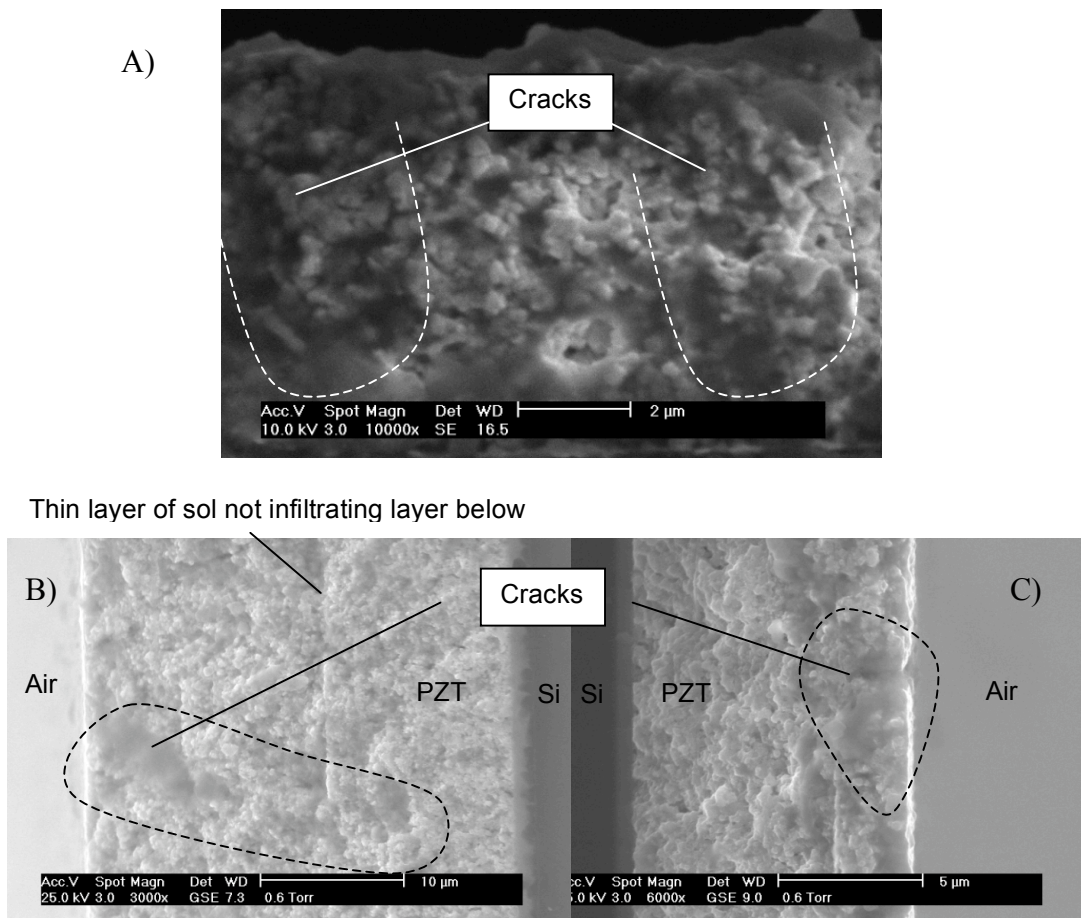 A)
Cracks
Acc.V Spot Magn Det WD 2 µm
10.0 kV 3.0 10000x SE 16.5
Thin layer of sol not infiltrating layer below
B)
Cracks
C)
Air
PZT
Si
Si
PZT
Air
Acc.V Spot Magn Det WD 10 µm
25.0 kV 3.0 3000x GSE 7.3 0.6 Torr
Acc.V Spot Magn Det WD 5 µm
5.0 kV 3.0 6000x GSE 9.0 0.6 Torr